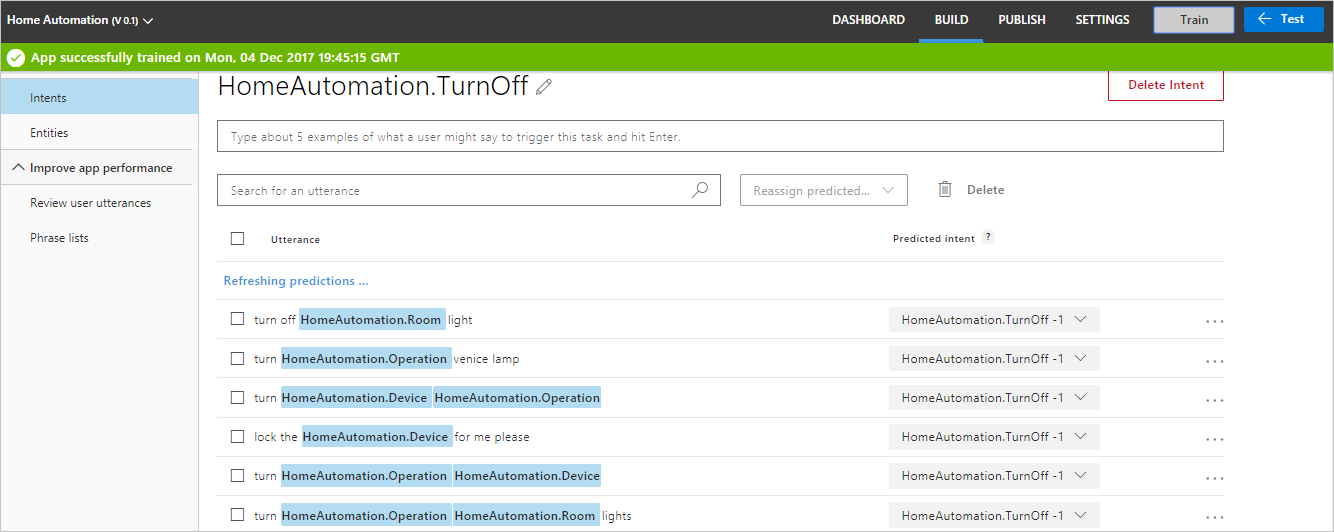 Home Automation (V 0.1) DASHBOARD BUILD PUBLISH SETTINGS Train Test
App successfully trained on Mon, 04 Dec 2017 19:45:15 GMT
Intents
Entities
Improve app performance
Review user utterances
Phrase lists
HomeAutomation.TurnOff Delete Intent
Type about 5 examples of what a user might say to trigger this task and hit Enter.
Search for an utterance Reassign predicted... Delete
Utterance Predicted intent ?
Refreshing predictions ...
turn off HomeAutomation.Room light HomeAutomation.TurnOff -1 ...
turn HomeAutomation.Operation venice lamp HomeAutomation.TurnOff -1 ...
turn HomeAutomation.Device HomeAutomation.Operation HomeAutomation.TurnOff -1 ...
lock the HomeAutomation.Device for me please HomeAutomation.TurnOff -1 ...
turn HomeAutomation.Operation HomeAutomation.Device HomeAutomation.TurnOff -1 ...
turn HomeAutomation.Operation HomeAutomation.Room lights HomeAutomation.TurnOff -1 ...